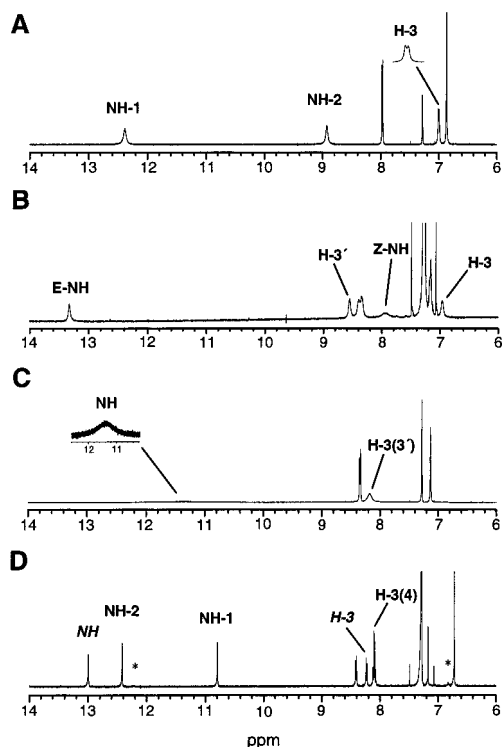 A
H-3
NH-1
NH-2
14 13 12 11 10 9 8 7 6
B
H-3´
Z-NH
E-NH
H-3
14 13 12 11 10 9 8 7 6
C
NH
12 11
H-3(3´)
14 13 12 11 10 9 8 7 6
D
NH
NH-2
*
NH-1
H-3
H-3(4)
*
14 13 12 11 10 9 8 7 6
ppm